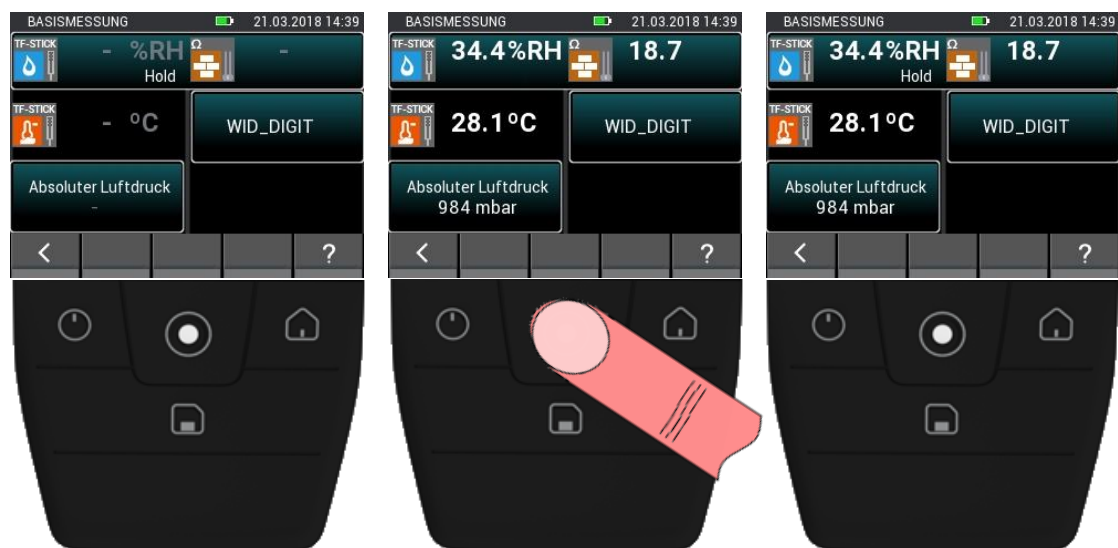 BASISMESSUNG 21.03.2018 14:39
TF-STICK - %RH Ω -
Hold
TF-STICK
- ºC WID_DIGIT
Absoluter Luftdruck
-
< ?
BASISMESSUNG 21.03.2018 14:39
TF-STICK 34.4%RH Ω 18.7
TF-STICK
28.1ºC WID_DIGIT
Absoluter Luftdruck
984 mbar
< ?
BASISMESSUNG 21.03.2018 14:39
TF-STICK 34.4%RH Ω 18.7
Hold
TF-STICK
28.1ºC WID_DIGIT
Absoluter Luftdruck
984 mbar
< ?